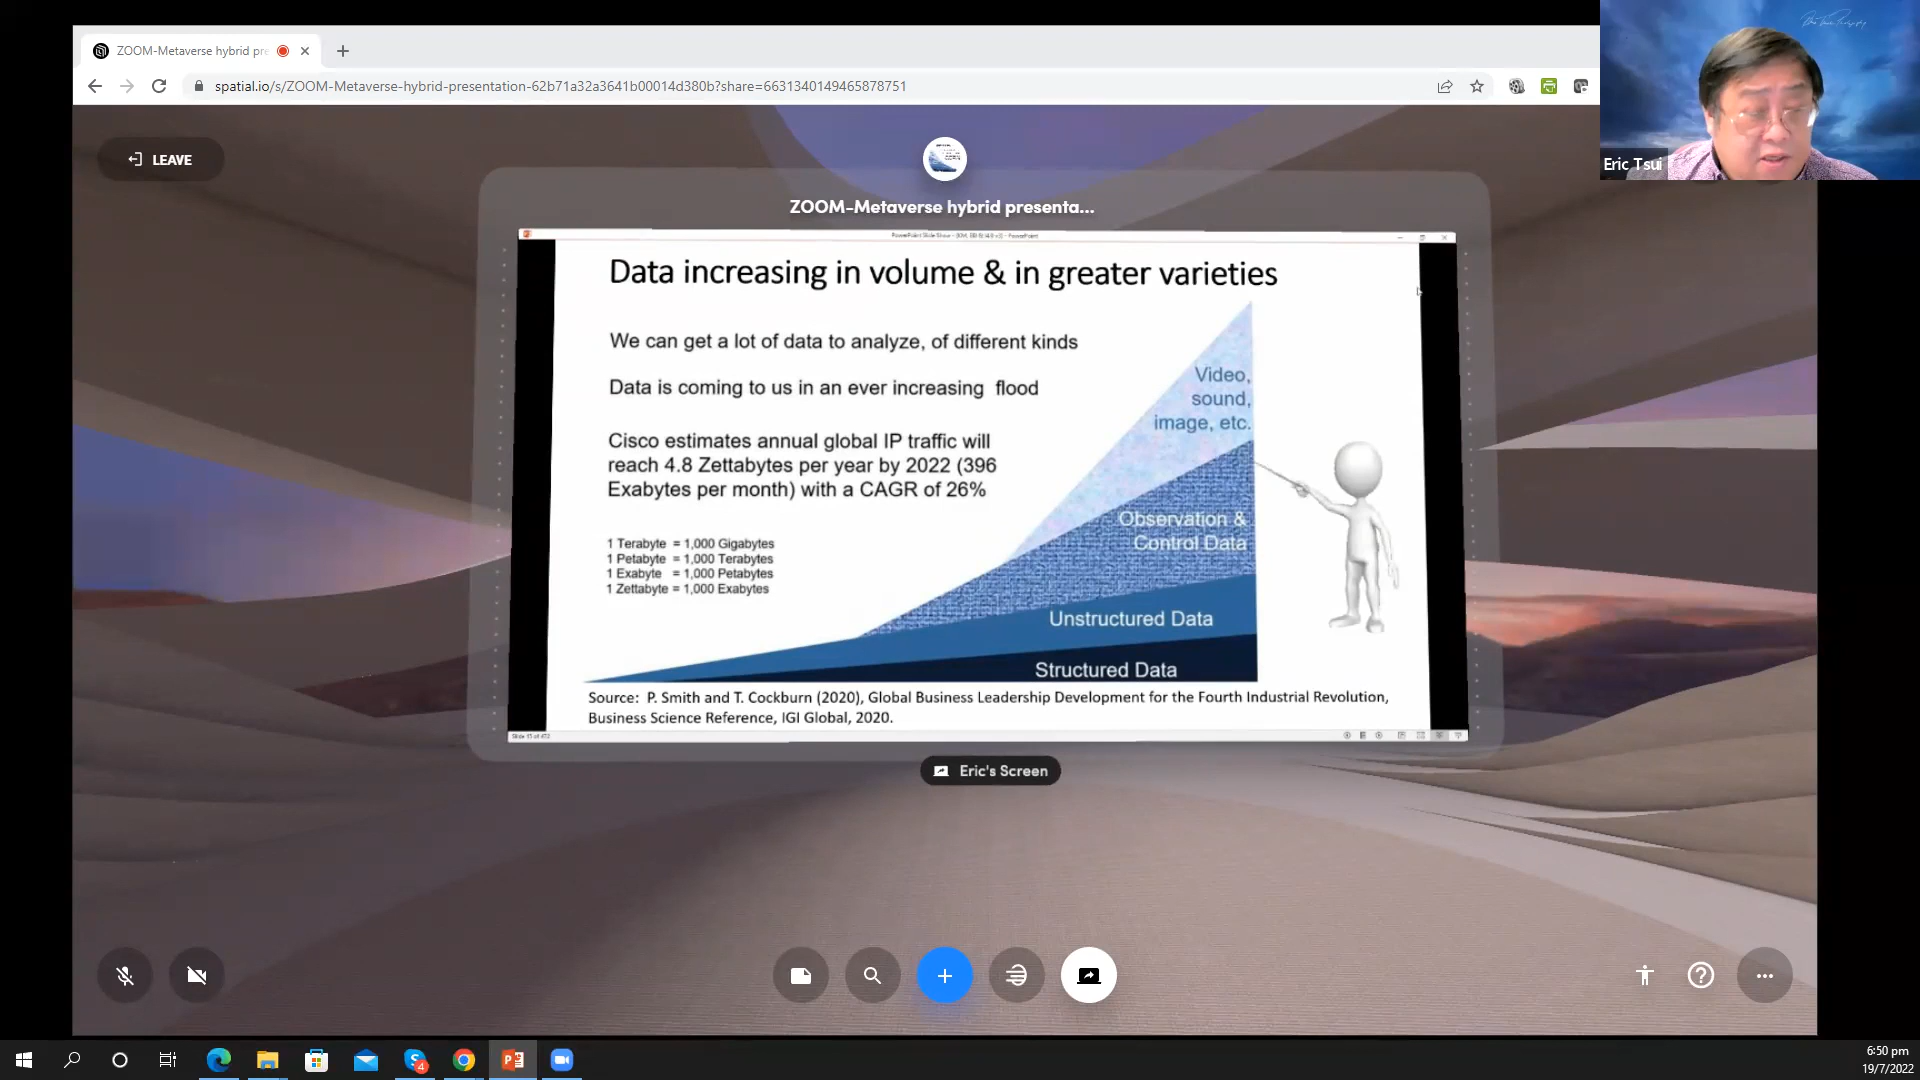 ZOOM-Metaverse hybrid pre
spatial.io/s/ZOOM-Metaverse-hybrid-presentation-62b71a32a3641b00014d380b?share=6631340149465878751
Eric Tsui
LEAVE
ZOOM-Metaverse hybrid presenta...
Data increasing in volume & in greater varieties
We can get a lot of data to analyze, of different kinds
Data is coming to us in an ever increasing flood
Cisco estimates annual global IP traffic will
reach 4.8 Zettabytes per year by 2022 (396
Exabytes per month) with a CAGR of 26%
1 Terabyte = 1,000 Gigabytes
1 Petabyte = 1,000 Terabytes
1 Exabyte = 1,000 Petabytes
1 Zettabyte = 1,000 Exabytes
Video,
sound,
image, etc.
Observation &
Control Data
Unstructured Data
Structured Data
Source: P. Smith and T. Cockburn (2020), Global Business Leadership Development for the Fourth Industrial Revolution,
Business Science Reference, IGI Global, 2020.
Eric's Screen
4
6:50 pm
19/7/2022